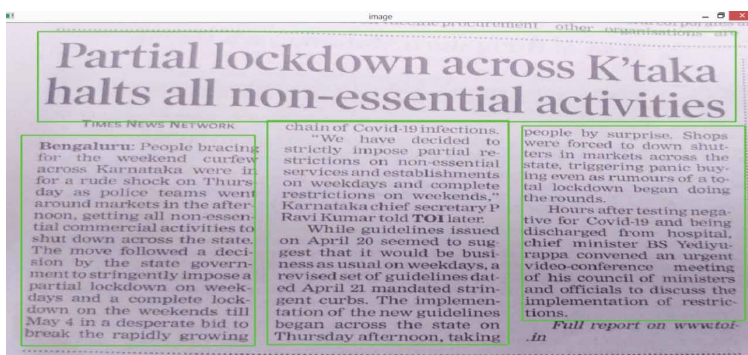 image
procurement other organisations are
Partial lockdown across K'taka
halts all non-essential activities
TIMES NEWS NETWORK
Bengaluru: People bracing
for the weekend curfew
across Karnataka were in
for a rude shock on Thurs-
day as police teams went
around markets in the after-
noon, getting all non-essen-
tial commercial activities to
shut down across the state.
The move followed a deci-
sion by the state govern-
ment to stringently impose a
partial lockdown on week-
days and a complete lock-
down on the weekends till
May 4 in a desperate bid to
break the rapidly growing
chain of Covid-19 infections.
"We have decided to
strictly impose partial re-
strictions on non-essential
services and establishments
on weekdays and complete
restrictions on weekends,"
Karnataka chief secretary P
Ravi Kumar told TOI later.
While guidelines issued
on April 20 seemed to sug-
gest that it would be busi-
ness as usual on weekdays, a
revised set of guidelines dat-
ed April 21 mandated strin-
gent curbs. The implemen-
tation of the new guidelines
began across the state on
Thursday afternoon, taking
people by surprise. Shops
were forced to down shut-
ters in markets across the
state, triggering panic buy-
ing even as rumours of a to-
tal lockdown began doing
the rounds.
Hours after testing nega-
tive for Covid-19 and being
discharged from hospital,
chief minister BS Yediyu-
rappa convened an urgent
video-conference meeting
of his council of ministers
and officials to discuss the
implementation of restric-
tions.
Full report on www.toi-
.in